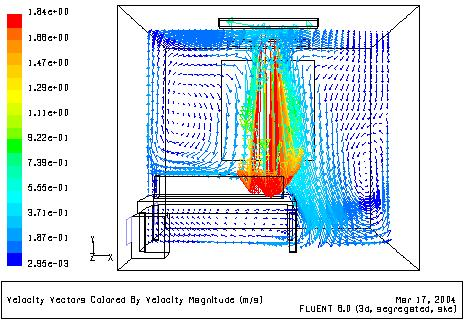 1.84e+00
1.66e+00
1.47e+00
1.29e+00
1.11e+00
9.22e-01
7.39e-01
5.55e-01
3.71e-01
1.87e-01
2.95e-03
Y
Z X
Velocity Vectors Colored By Velocity Magnitude (m/s)
Mar 17, 2004
FLUENT 6.0 (3d, segregated, ske)